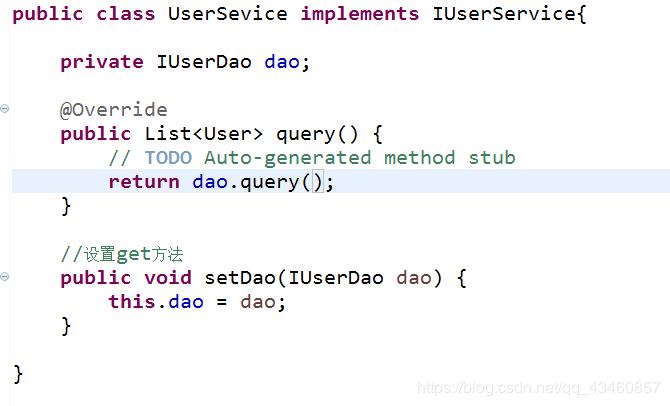 public class UserSevice implements IUserService{
private IUserDao dao;
@Override
public List<User> query() {
// TODO Auto-generated method stub
return dao.query();
}
//设置get方法
public void setDao(IUserDao dao) {
this.dao = dao;
}
}
https://blog.csdn.net/qq_43460857